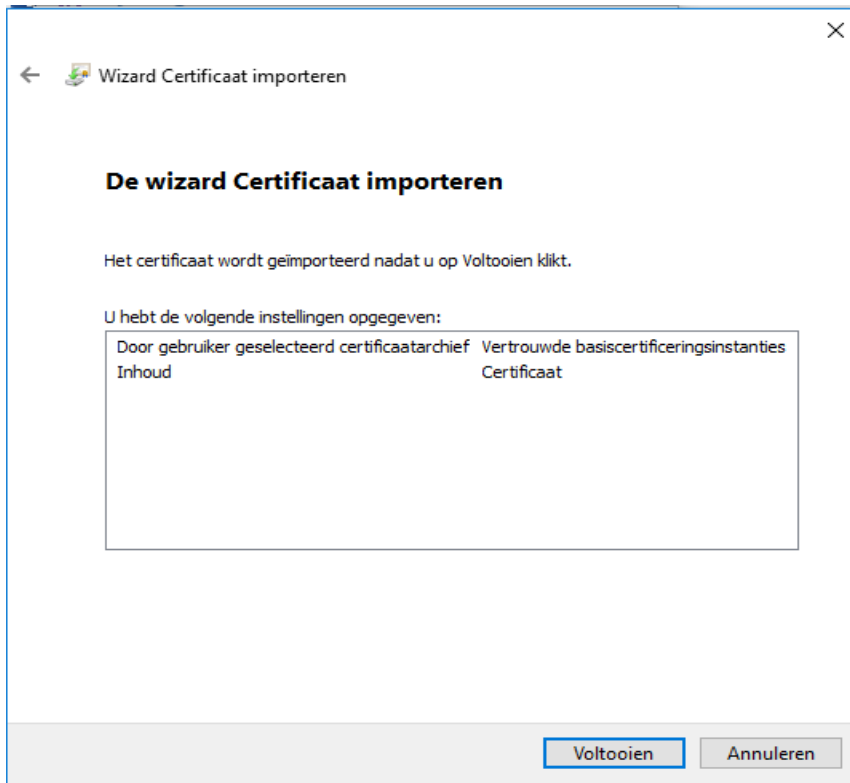 Wizard Certificaat importeren
De wizard Certificaat importeren
Het certificaat wordt geïmporteerd nadat u op Voltooien klikt.
U hebt de volgende instellingen opgegeven:
Door gebruiker geselecteerd certificaatarchief Vertrouwde basiscertificeringsinstanties
Inhoud Certificaat
Voltooien Annuleren